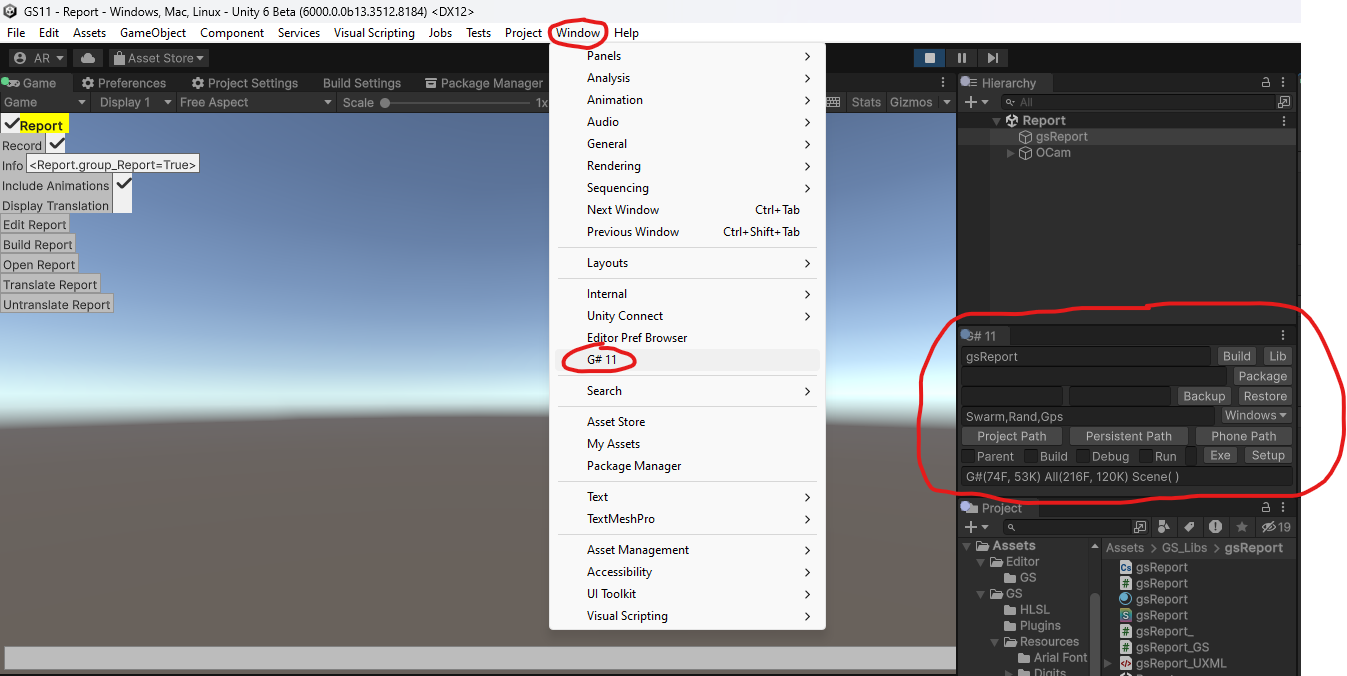 GS11 - Report - Windows, Mac, Linux - Unity 6 Beta (6000.0.0b13.3512.8184) <DX12>
File Edit Assets GameObject Component Services Visual Scripting Jobs Tests Project Window Help
AR Asset Store
Game Preferences Project Settings Build Settings Package Manager
Game Display 1 Free Aspect Scale 1x Stats Gizmos
Report
Record
Info <Report.group_Report=True>
Include Animations
Display Translation
Edit Report
Build Report
Open Report
Translate Report
Untranslate Report
Panels
Analysis
Animation
Audio
General
Rendering
Sequencing
Next Window Ctrl+Tab
Previous Window Ctrl+Shift+Tab
Layouts
Internal
Unity Connect
Editor Pref Browser
G# 11
Search
Asset Store
My Assets
Package Manager
Text
TextMeshPro
Asset Management
Accessibility
UI Toolkit
Visual Scripting
Hierarchy
All
Report
gsReport
OCam
G# 11
gsReport Build Lib
Package
Backup Restore
Swarm,Rand,Gps Windows
Project Path Persistent Path Phone Path
Parent Build Debug Run Exe Setup
G#(74F, 53K) All(216F, 120K) Scene( )
Project
19
Assets
Editor
GS
GS
HLSL
Plugins
Resources
Arial Font
Digits
Assets > GS_Libs > gsReport
Cs gsReport
# gsReport
gsReport
S gsReport
# gsReport_
# gsReport_GS
gsReport_UXML